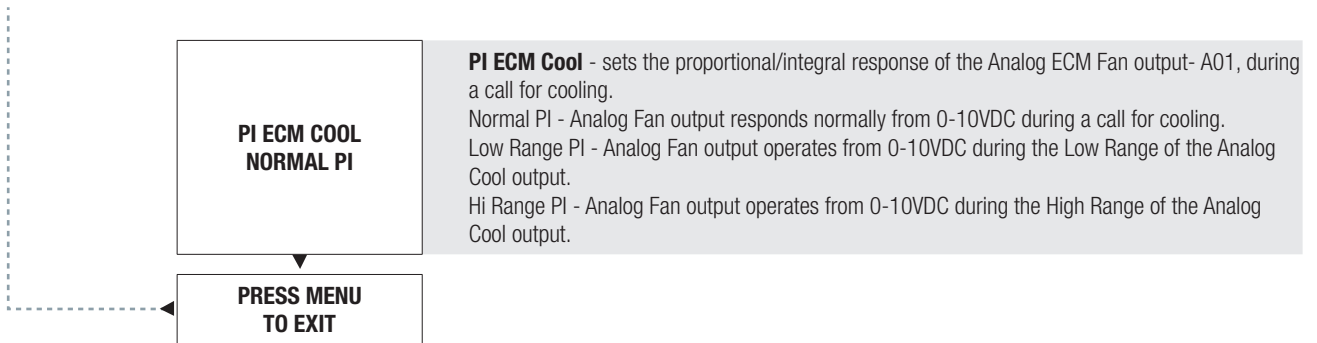 PI ECM COOL
NORMAL PI
PI ECM Cool - sets the proportional/integral response of the Analog ECM Fan output- A01, during
a call for cooling.
Normal PI - Analog Fan output responds normally from 0-10VDC during a call for cooling.
Low Range PI - Analog Fan output operates from 0-10VDC during the Low Range of the Analog
Cool output.
Hi Range PI - Analog Fan output operates from 0-10VDC during the High Range of the Analog
Cool output.
PRESS MENU
TO EXIT